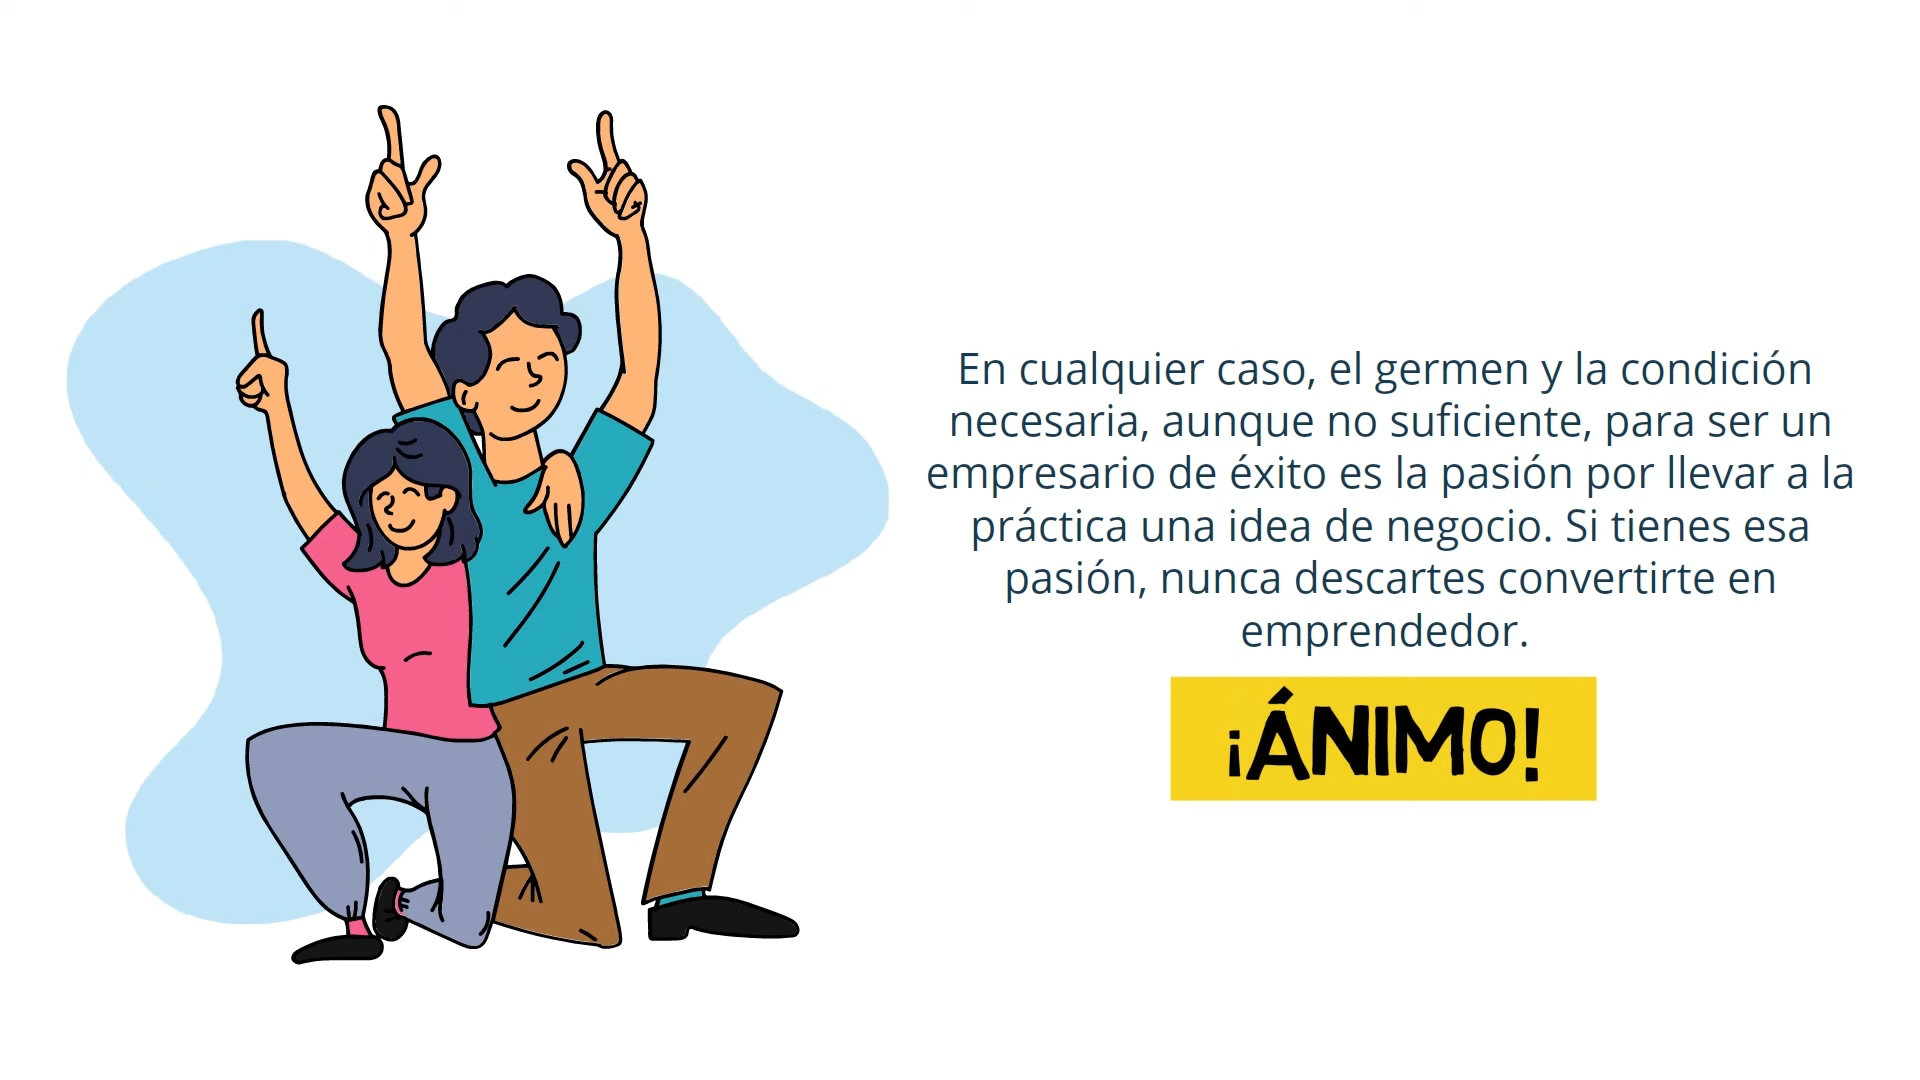 En cualquier caso, el germen y la condición
necesaria, aunque no suficiente, para ser un
empresario de éxito es la pasión por llevar a la
práctica una idea de negocio. Si tienes esa
pasión, nunca descartes convertirte en
emprendedor.
¡ÁNIMO!